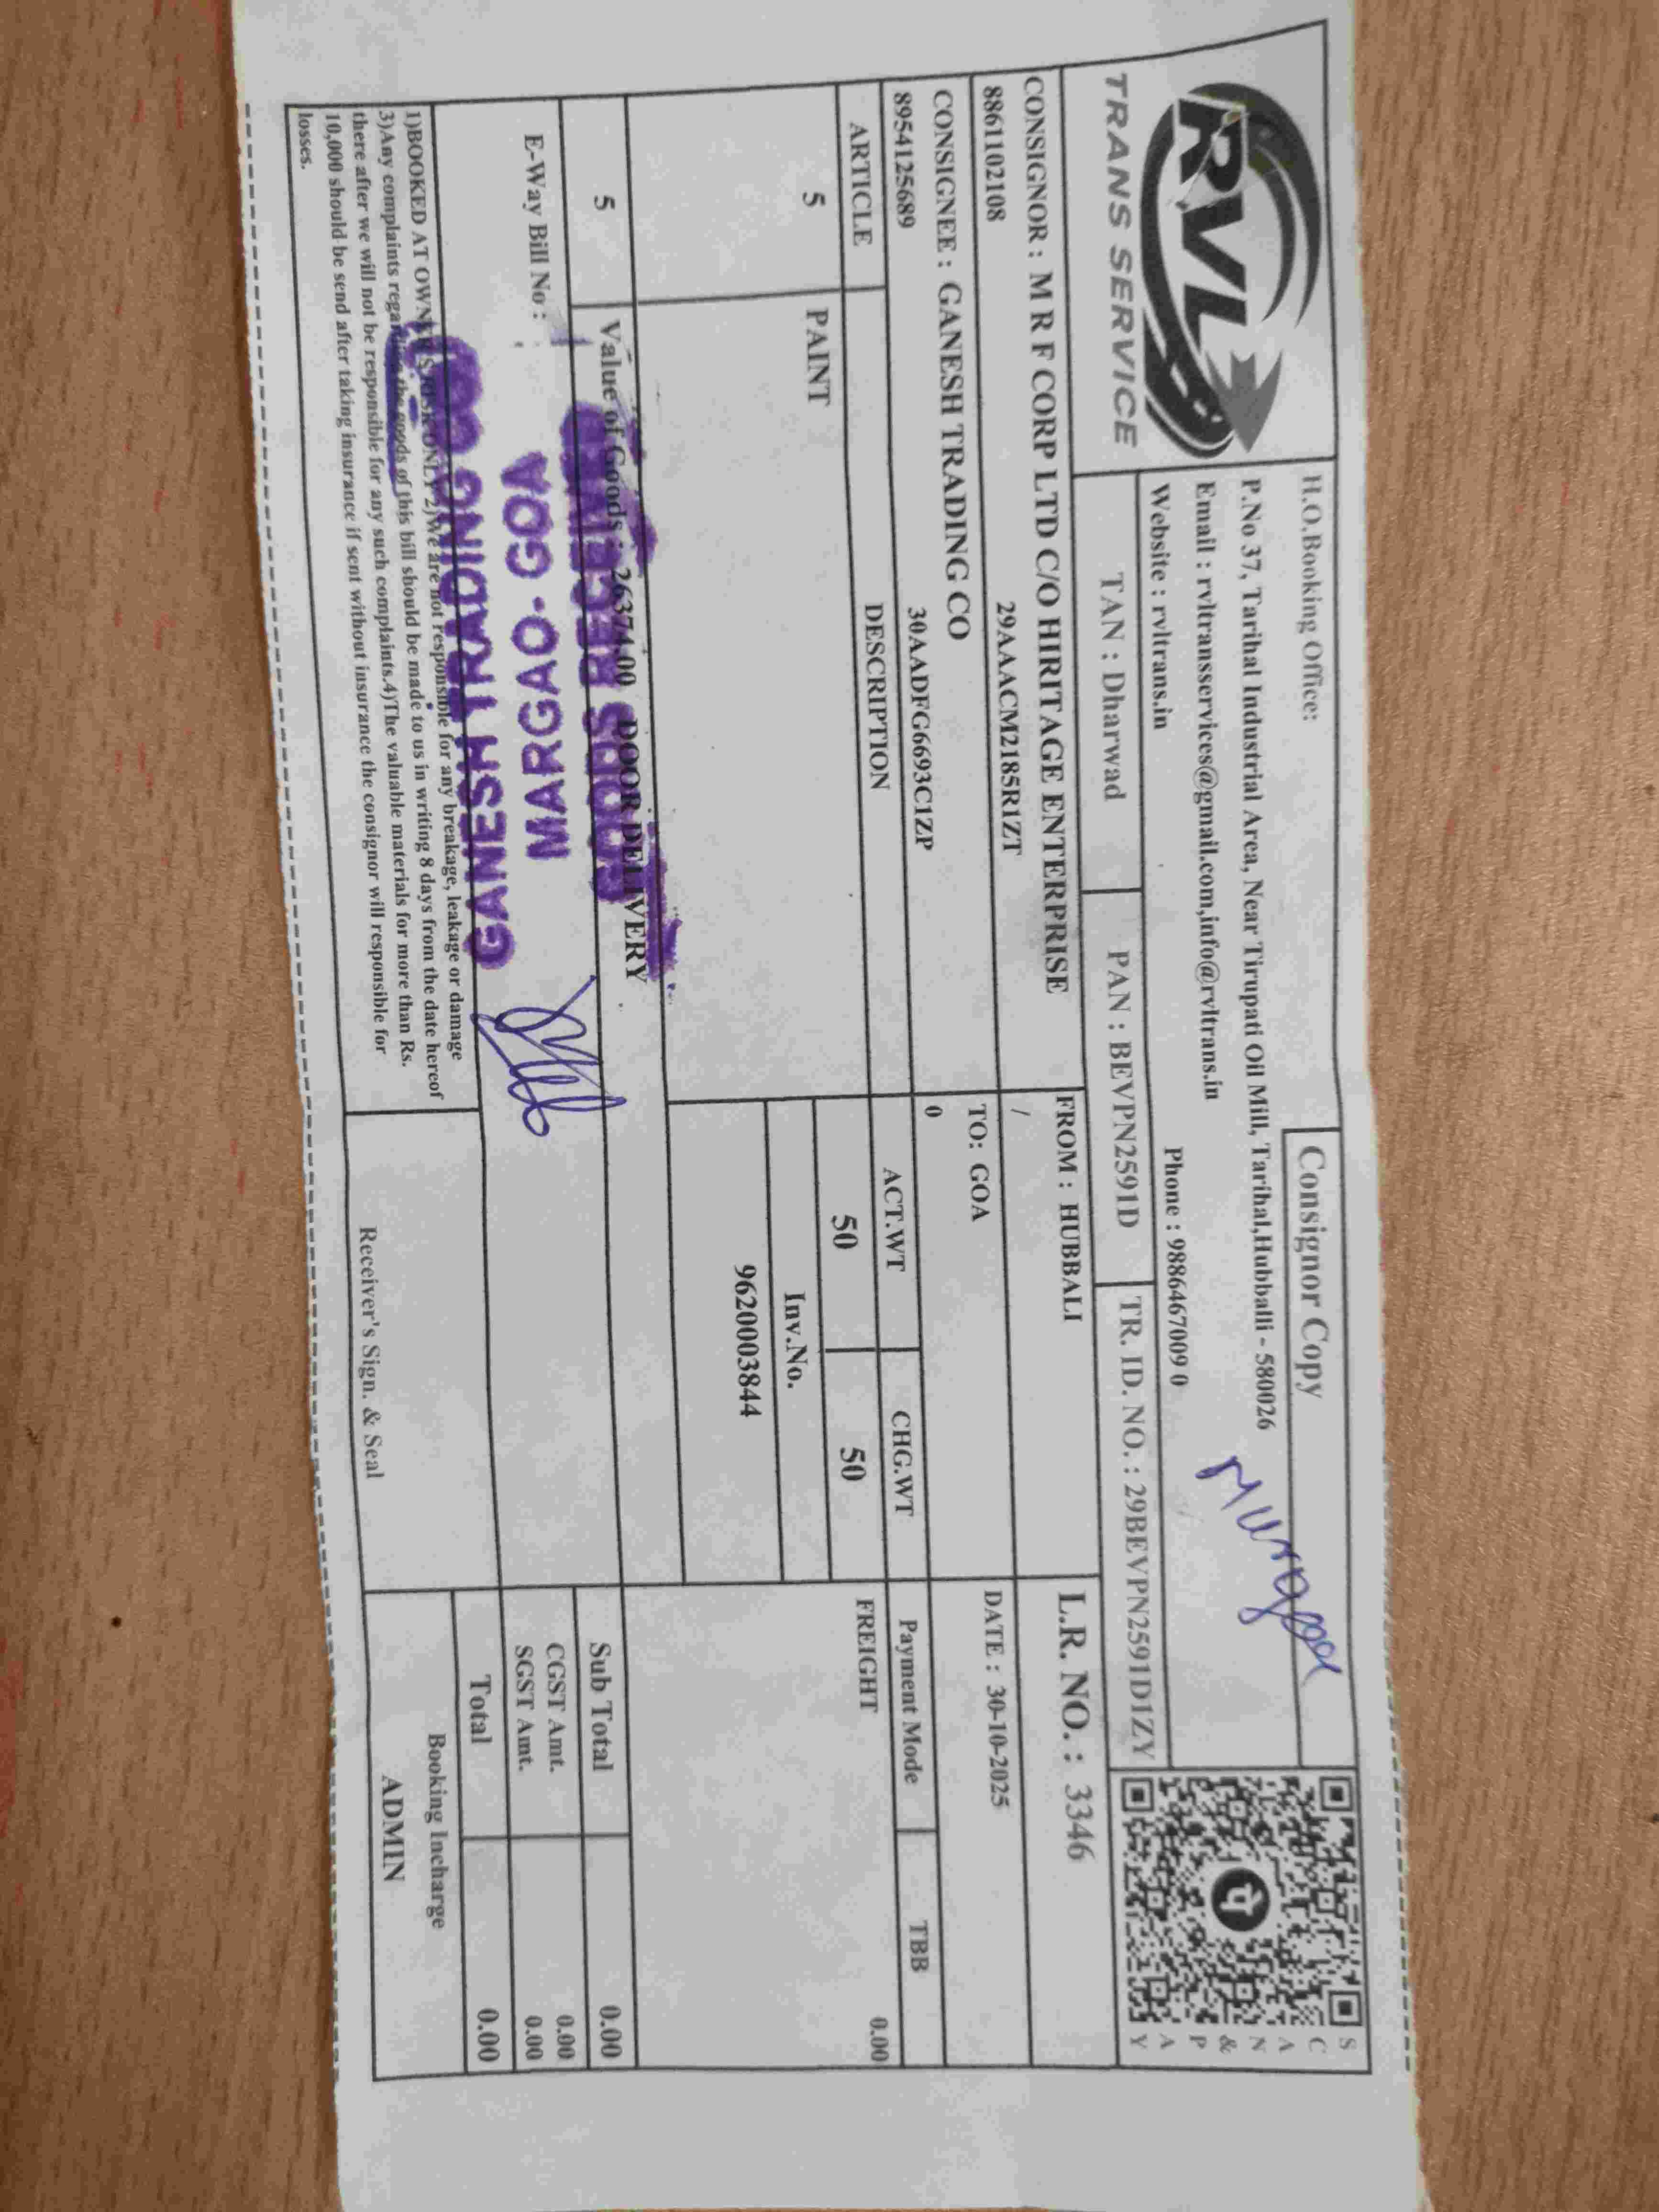 RVL
TRANS SERVICE
H.O.Booking Office:
Consignor Copy
P.No 37, Tarihal Industrial Area, Near Tirupati Oil Mill, Tarihal,Hubballi - 580026
Email : rvltransservices@gmail.com,info@rvltrans.in
Website : rvltrans.in
Phone : 9886467009 0
SCAN & PAY
TAN : Dharwad
PAN : BEVPN2591D
TR. ID. NO. : 29BEVPN2591D1ZY
CONSIGNOR : M R F CORP LTD C/O HIRITAGE ENTERPRISE
8861102108 29AAACM2185R1ZT
FROM : HUBBALI
/
L.R. NO. : 3346
CONSIGNEE : GANESH TRADING CO
8954125689 30AADFG6693C1ZP
TO: GOA
0
DATE : 30-10-2025
ARTICLE DESCRIPTION ACT.WT CHG.WT Payment Mode TBB
5 PAINT 50 50 FREIGHT 0.00
Inv.No.
9620003844
5 Value of Goods : 26374.00 DOOR DELIVERY
Sub Total 0.00
E-Way Bill No :
CGST Amt. 0.00
SGST Amt. 0.00
Total 0.00
GOODS RECEIVED
MARGAO - GOA
GANESH TRADING CO
1)BOOKED AT OWNER'S RISK ONLY 2)We are not responsible for any breakage, leakage or damage
3)Any complaints regarding the goods of this bill should be made to us in writing 8 days from the date hereof
there after we will not be responsible for any such complaints.4)The valuable materials for more than Rs.
10,000 should be send after taking insurance if sent without insurance the consignor will responsible for
losses.
Receiver's Sign. & Seal
Booking Incharge
ADMIN